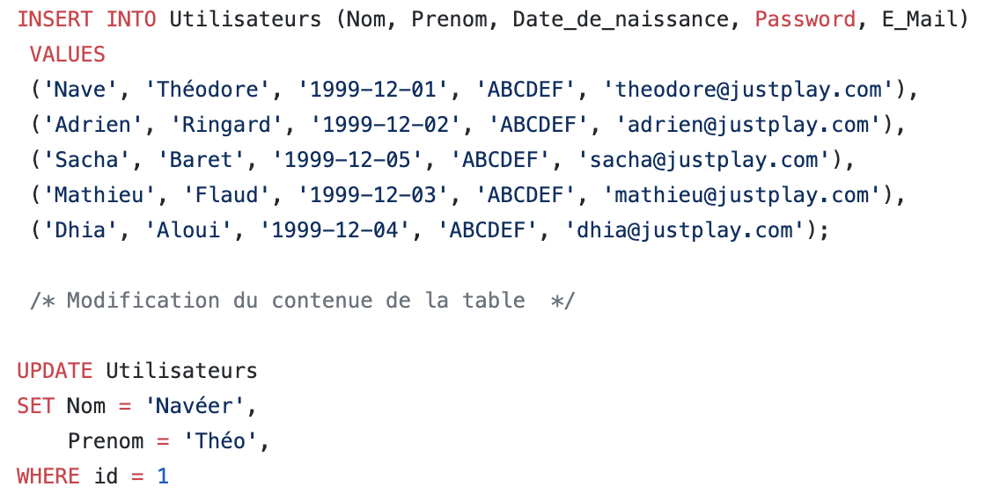 INSERT INTO Utilisateurs (Nom, Prenom, Date_de_naissance, Password, E_Mail)
VALUES
('Nave', 'Théodore', '1999-12-01', 'ABCDEF', 'theodore@justplay.com'),
('Adrien', 'Ringard', '1999-12-02', 'ABCDEF', 'adrien@justplay.com'),
('Sacha', 'Baret', '1999-12-05', 'ABCDEF', 'sacha@justplay.com'),
('Mathieu', 'Flaud', '1999-12-03', 'ABCDEF', 'mathieu@justplay.com'),
('Dhia', 'Aloui', '1999-12-04', 'ABCDEF', 'dhia@justplay.com');
/* Modification du contenue de la table  */
UPDATE Utilisateurs
SET Nom = 'Navéer',
Prenom = 'Théo',
WHERE id = 1